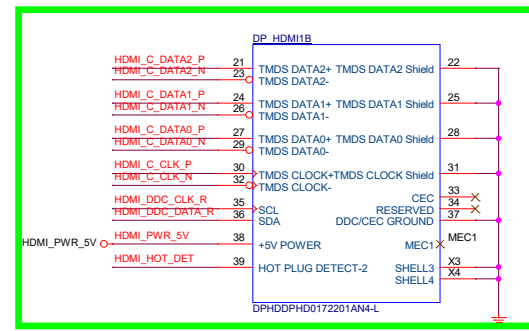 DP_HDMI1B
HDMI_C_DATA2_P 21 TMDS DATA2+ TMDS DATA2 Shield 22
HDMI_C_DATA2_N 23 TMDS DATA2-
HDMI_C_DATA1_P 24 TMDS DATA1+ TMDS DATA1 Shield 25
HDMI_C_DATA1_N 26 TMDS DATA1-
HDMI_C_DATA0_P 27 TMDS DATA0+ TMDS DATA0 Shield 28
HDMI_C_DATA0_N 29 TMDS DATA0-
HDMI_C_CLK_P 30 TMDS CLOCK+ TMDS CLOCK Shield 31
HDMI_C_CLK_N 32 TMDS CLOCK-
CEC 33
HDMI_DDC_CLK_R 35 SCL RESERVED 34
HDMI_DDC_DATA_R 36 SDA DDC/CEC GROUND 37
HDMI_PWR_5V HDMI_PWR_5V 38 +5V POWER MEC1 MEC1
HDMI_HOT_DET 39 HOT PLUG DETECT-2 SHELL3 X3
SHELL4 X4
DPHDDPHD0172201AN4-L